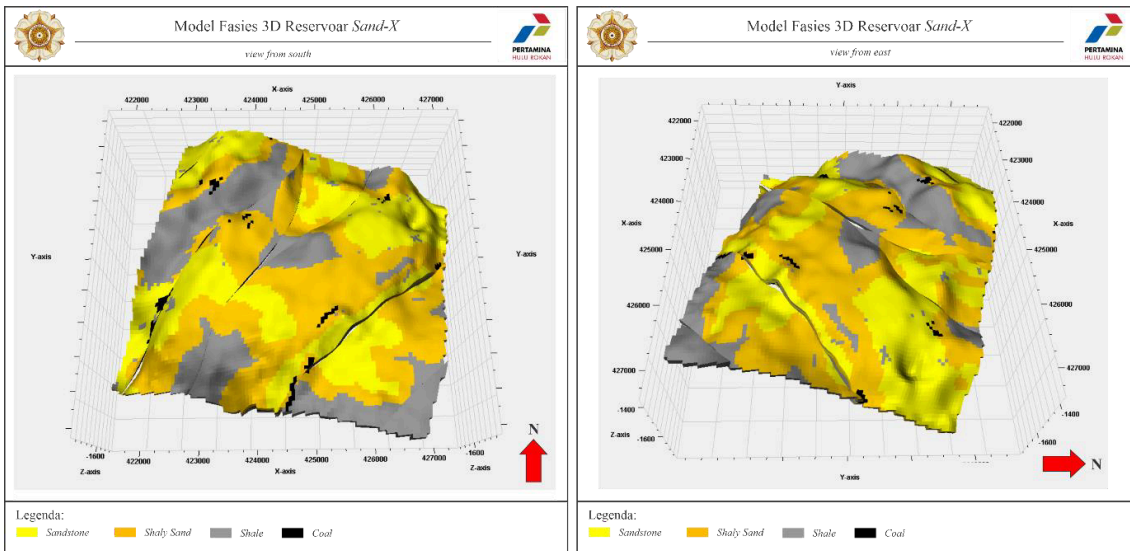 Model Fasies 3D Reservoar Sand-X
view from south
PERTAMINA
HULU ROKAN
X-axis
422000 423000 424000 425000 426000 427000
Y-axis
Y-axis
-1600
Z-axis
422000 423000 424000 425000 426000 427000
X-axis
-1600
Z-axis
N
Legenda:
Sandstone Shaly Sand Shale Coal
Model Fasies 3D Reservoar Sand-X
view from east
PERTAMINA
HULU ROKAN
Y-axis
422000
423000
424000
X-axis
425000
426000
427000
-1400
Z-axis
-1600
422000
423000
424000
X-axis
425000
426000
427000
-1400
-1600
Z-axis
Y-axis
N
Legenda:
Sandstone Shaly Sand Shale Coal